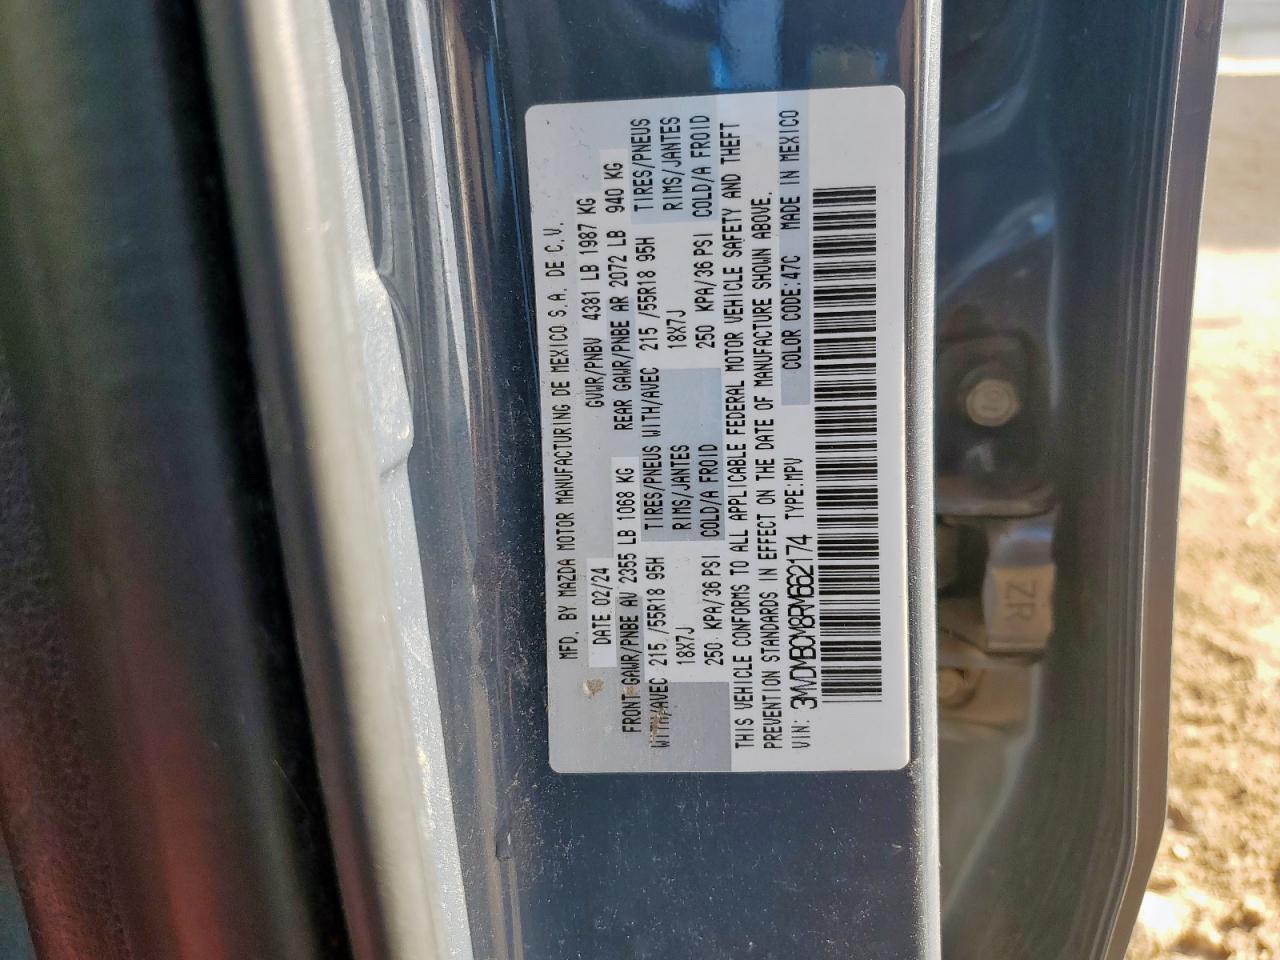 MFD. BY MAZDA MOTOR MANUFACTURING DE MEXICO S.A. DE C.V.
DATE 02/24 GVWR/PNBV 4381 LB 1987 KG
FRONT GAWR/PNBE AV 2355 LB 1068 KG REAR GAWR/PNBE AR 2072 LB 940 KG
WITH/AVEC 215 /55R18 95H TIRES/PNEUS WITH/AVEC 215 /55R18 95H TIRES/PNEUS
18X7J RIMS/JANTES 18X7J RIMS/JANTES
250 KPA/36 PSI COLD/A FROID 250 KPA/36 PSI COLD/A FROID
THIS VEHICLE CONFORMS TO ALL APPLICABLE FEDERAL MOTOR VEHICLE SAFETY AND THEFT
PREVENTION STANDARDS IN EFFECT ON THE DATE OF MANUFACTURE SHOWN ABOVE.
VIN: 3MVDMBCM8RM662174 TYPE:MPV COLOR CODE:47C MADE IN MEXICO
ZR